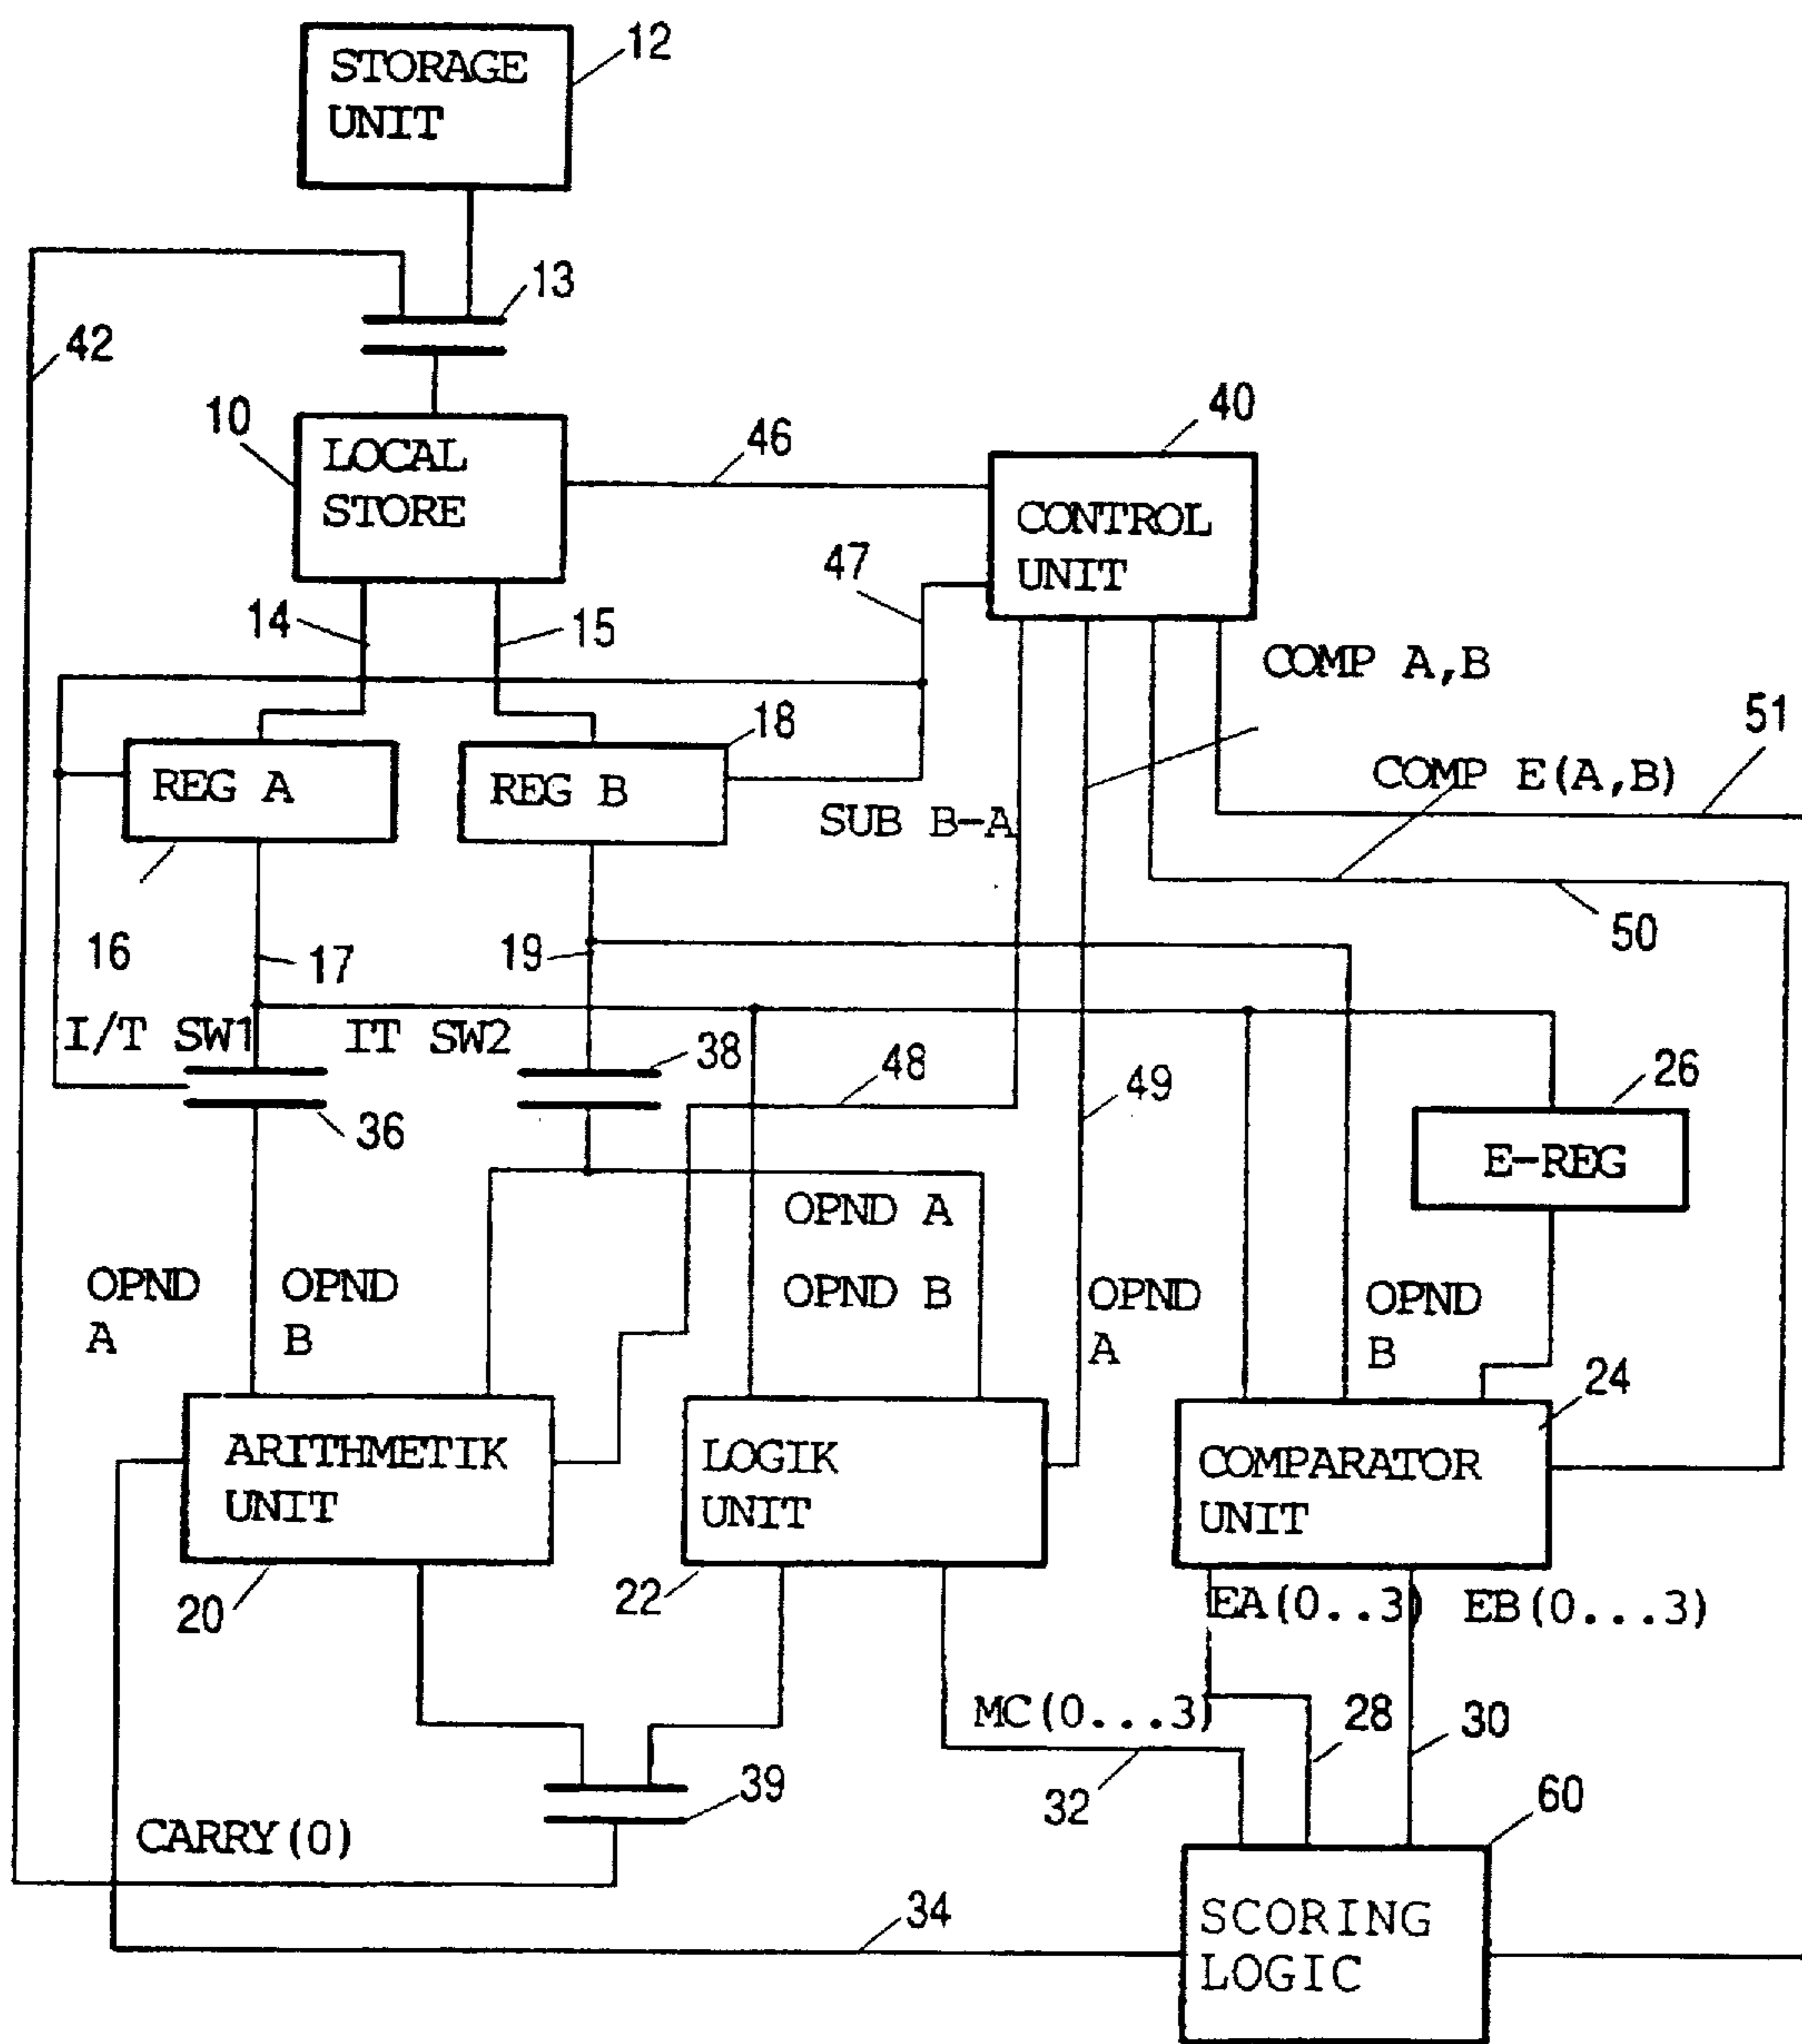 12
STORAGE
UNIT
13
42
10
LOCAL
STORE
46
40
CONTROL
UNIT
47
14
15
COMP A,B
18
51
REG A
REG B
COMP E(A,B)
SUB B-A
50
16
17
19
I/T SW1
IT SW2
38
48
49
26
36
E-REG
OPND A
OPND B
OPND
A
OPND
B
OPND
A
OPND
B
24
ARITHMETIK
UNIT
LOGIK
UNIT
COMPARATOR
UNIT
20
22
EA(0..3)
EB(0...3)
MC(0...3)
28
30
32
39
60
CARRY(0)
34
SCORING
LOGIC